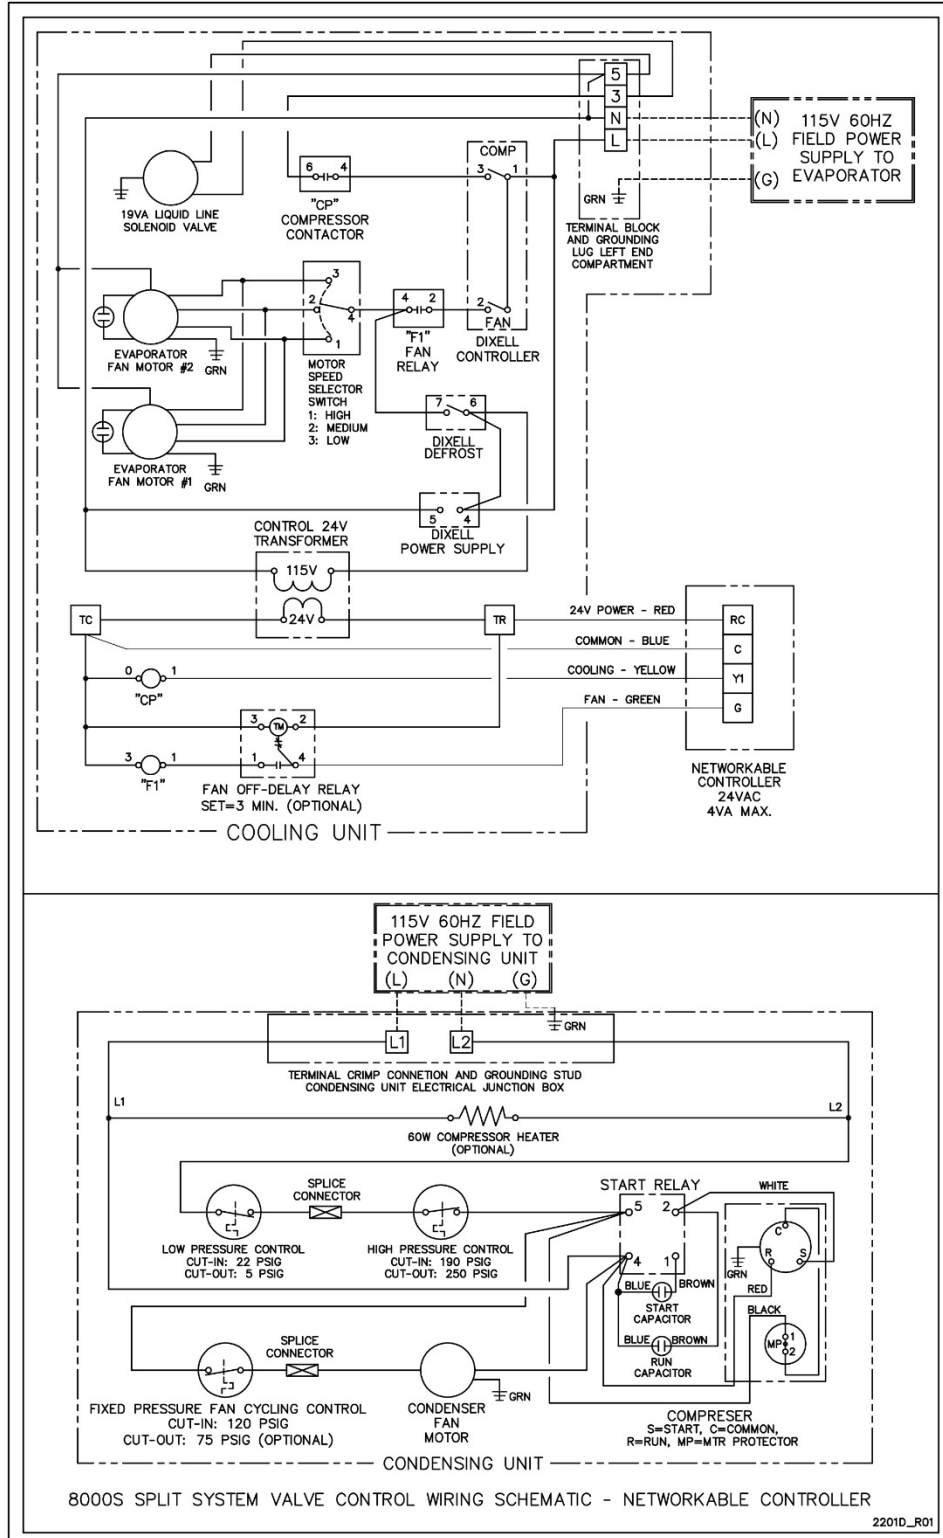 5
3
N
L
(N)
(L)
(G)
115V 60HZ
FIELD POWER
SUPPLY TO
EVAPORATOR
GRN
TERMINAL BLOCK
AND GROUNDING
LUG LEFT END
COMPARTMENT
COMP
3 1
2
FAN
DIXELL
CONTROLLER
6 4
"CP"
COMPRESSOR
CONTACTOR
19VA LIQUID LINE
SOLENOID VALVE
3
2
4
1
MOTOR
SPEED
SELECTOR
SWITCH
1: HIGH
2: MEDIUM
3: LOW
4 2
"F1"
FAN
RELAY
EVAPORATOR
FAN MOTOR #2
GRN
EVAPORATOR
FAN MOTOR #1
GRN
7 6
DIXELL
DEFROST
5 4
DIXELL
POWER SUPPLY
CONTROL 24V
TRANSFORMER
115V
24V
TC
TR
24V POWER - RED
COMMON - BLUE
COOLING - YELLOW
FAN - GREEN
RC
C
Y1
G
NETWORKABLE
CONTROLLER
24VAC
4VA MAX.
0 1
"CP"
3 TM 2
3 1
"F1"
1 4
FAN OFF-DELAY RELAY
SET=3 MIN. (OPTIONAL)
COOLING UNIT
115V 60HZ FIELD
POWER SUPPLY TO
CONDENSING UNIT
(L) (N) (G)
GRN
L1 L2
TERMINAL CRIMP CONNETION AND GROUNDING STUD
CONDENSING UNIT ELECTRICAL JUNCTION BOX
L1
L2
60W COMPRESSOR HEATER
(OPTIONAL)
LOW PRESSURE CONTROL
CUT-IN: 22 PSIG
CUT-OUT: 5 PSIG
SPLICE
CONNECTOR
HIGH PRESSURE CONTROL
CUT-IN: 190 PSIG
CUT-OUT: 250 PSIG
START RELAY
5 2
4 1
WHITE
C
R S
GRN
RED
BLACK
MP 1
2
BLUE BROWN
START
CAPACITOR
BLUE BROWN
RUN
CAPACITOR
SPLICE
CONNECTOR
FIXED PRESSURE FAN CYCLING CONTROL
CUT-IN: 120 PSIG
CUT-OUT: 75 PSIG (OPTIONAL)
GRN
CONDENSER
FAN
MOTOR
COMPRESER
S=START, C=COMMON,
R=RUN, MP=MTR PROTECTOR
CONDENSING UNIT
8000S SPLIT SYSTEM VALVE CONTROL WIRING SCHEMATIC - NETWORKABLE CONTROLLER
2201D_R01